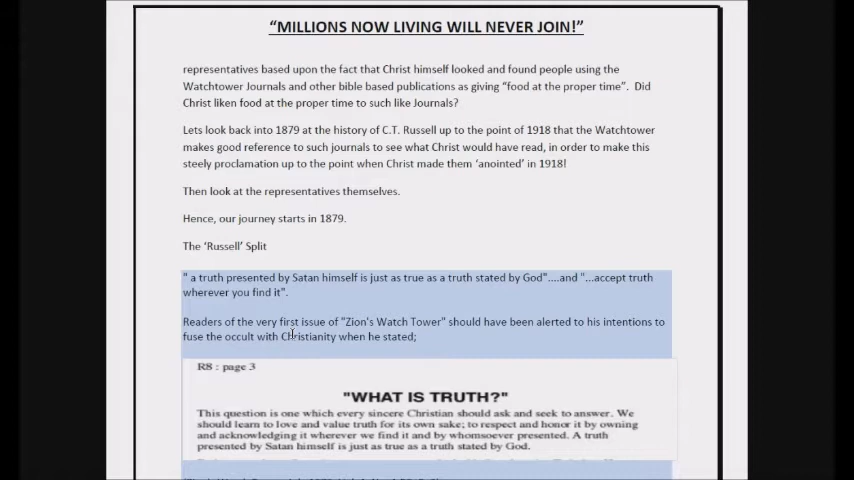 “MILLIONS NOW LIVING WILL NEVER JOIN!”
representatives based upon the fact that Christ himself looked and found people using the
Watchtower Journals and other bible based publications as giving “food at the proper time”.  Did
Christ liken food at the proper time to such like Journals?
Lets look back into 1879 at the history of C.T. Russell up to the point of 1918 that the Watchtower
makes good reference to such journals to see what Christ would have read, in order to make this
steely proclamation up to the point when Christ made them ‘anointed’ in 1918!
Then look at the representatives themselves.
Hence, our journey starts in 1879.
The ‘Russell’ Split
" a truth presented by Satan himself is just as true as a truth stated by God"....and "...accept truth
wherever you find it".
Readers of the very first issue of "Zion's Watch Tower" should have been alerted to his intentions to
fuse the occult with Christianity when he stated;
R8 : page 3
"WHAT IS TRUTH?"
This question is one which every sincere Christian should ask and seek to answer. We
should learn to love and value truth for its own sake; to respect and honor it by owning
and acknowledging it wherever we find it and by whomsoever presented. A truth
presented by Satan himself is just as true as a truth stated by God.